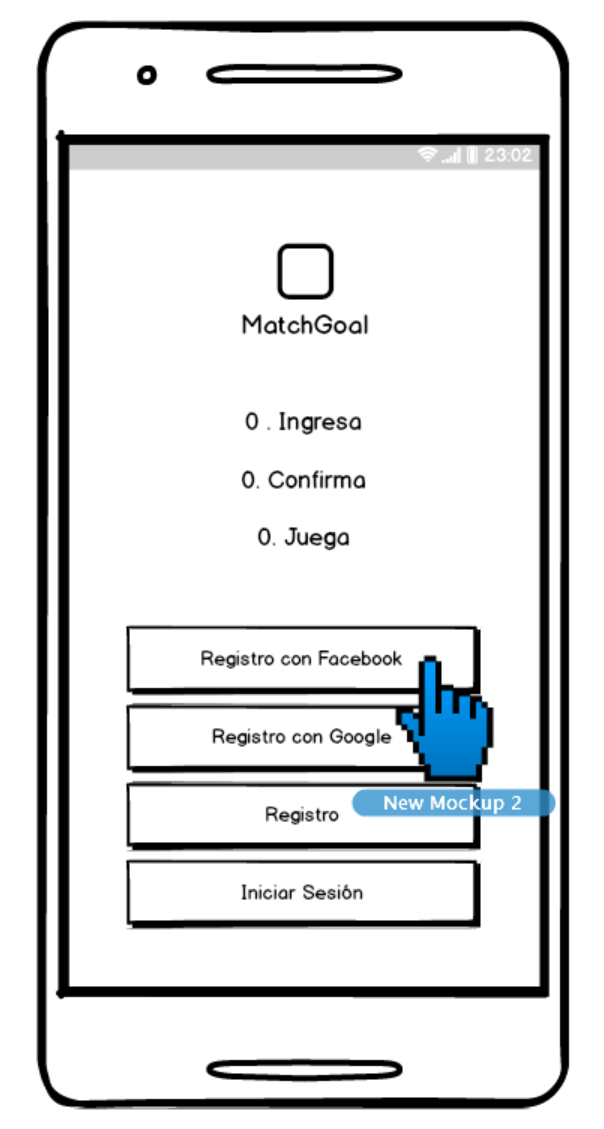 23:02
MatchGoal
0 . Ingresa
0. Confirma
0. Juega
Registro con Facebook
Registro con Google
New Mockup 2
Registro
Iniciar Sesión